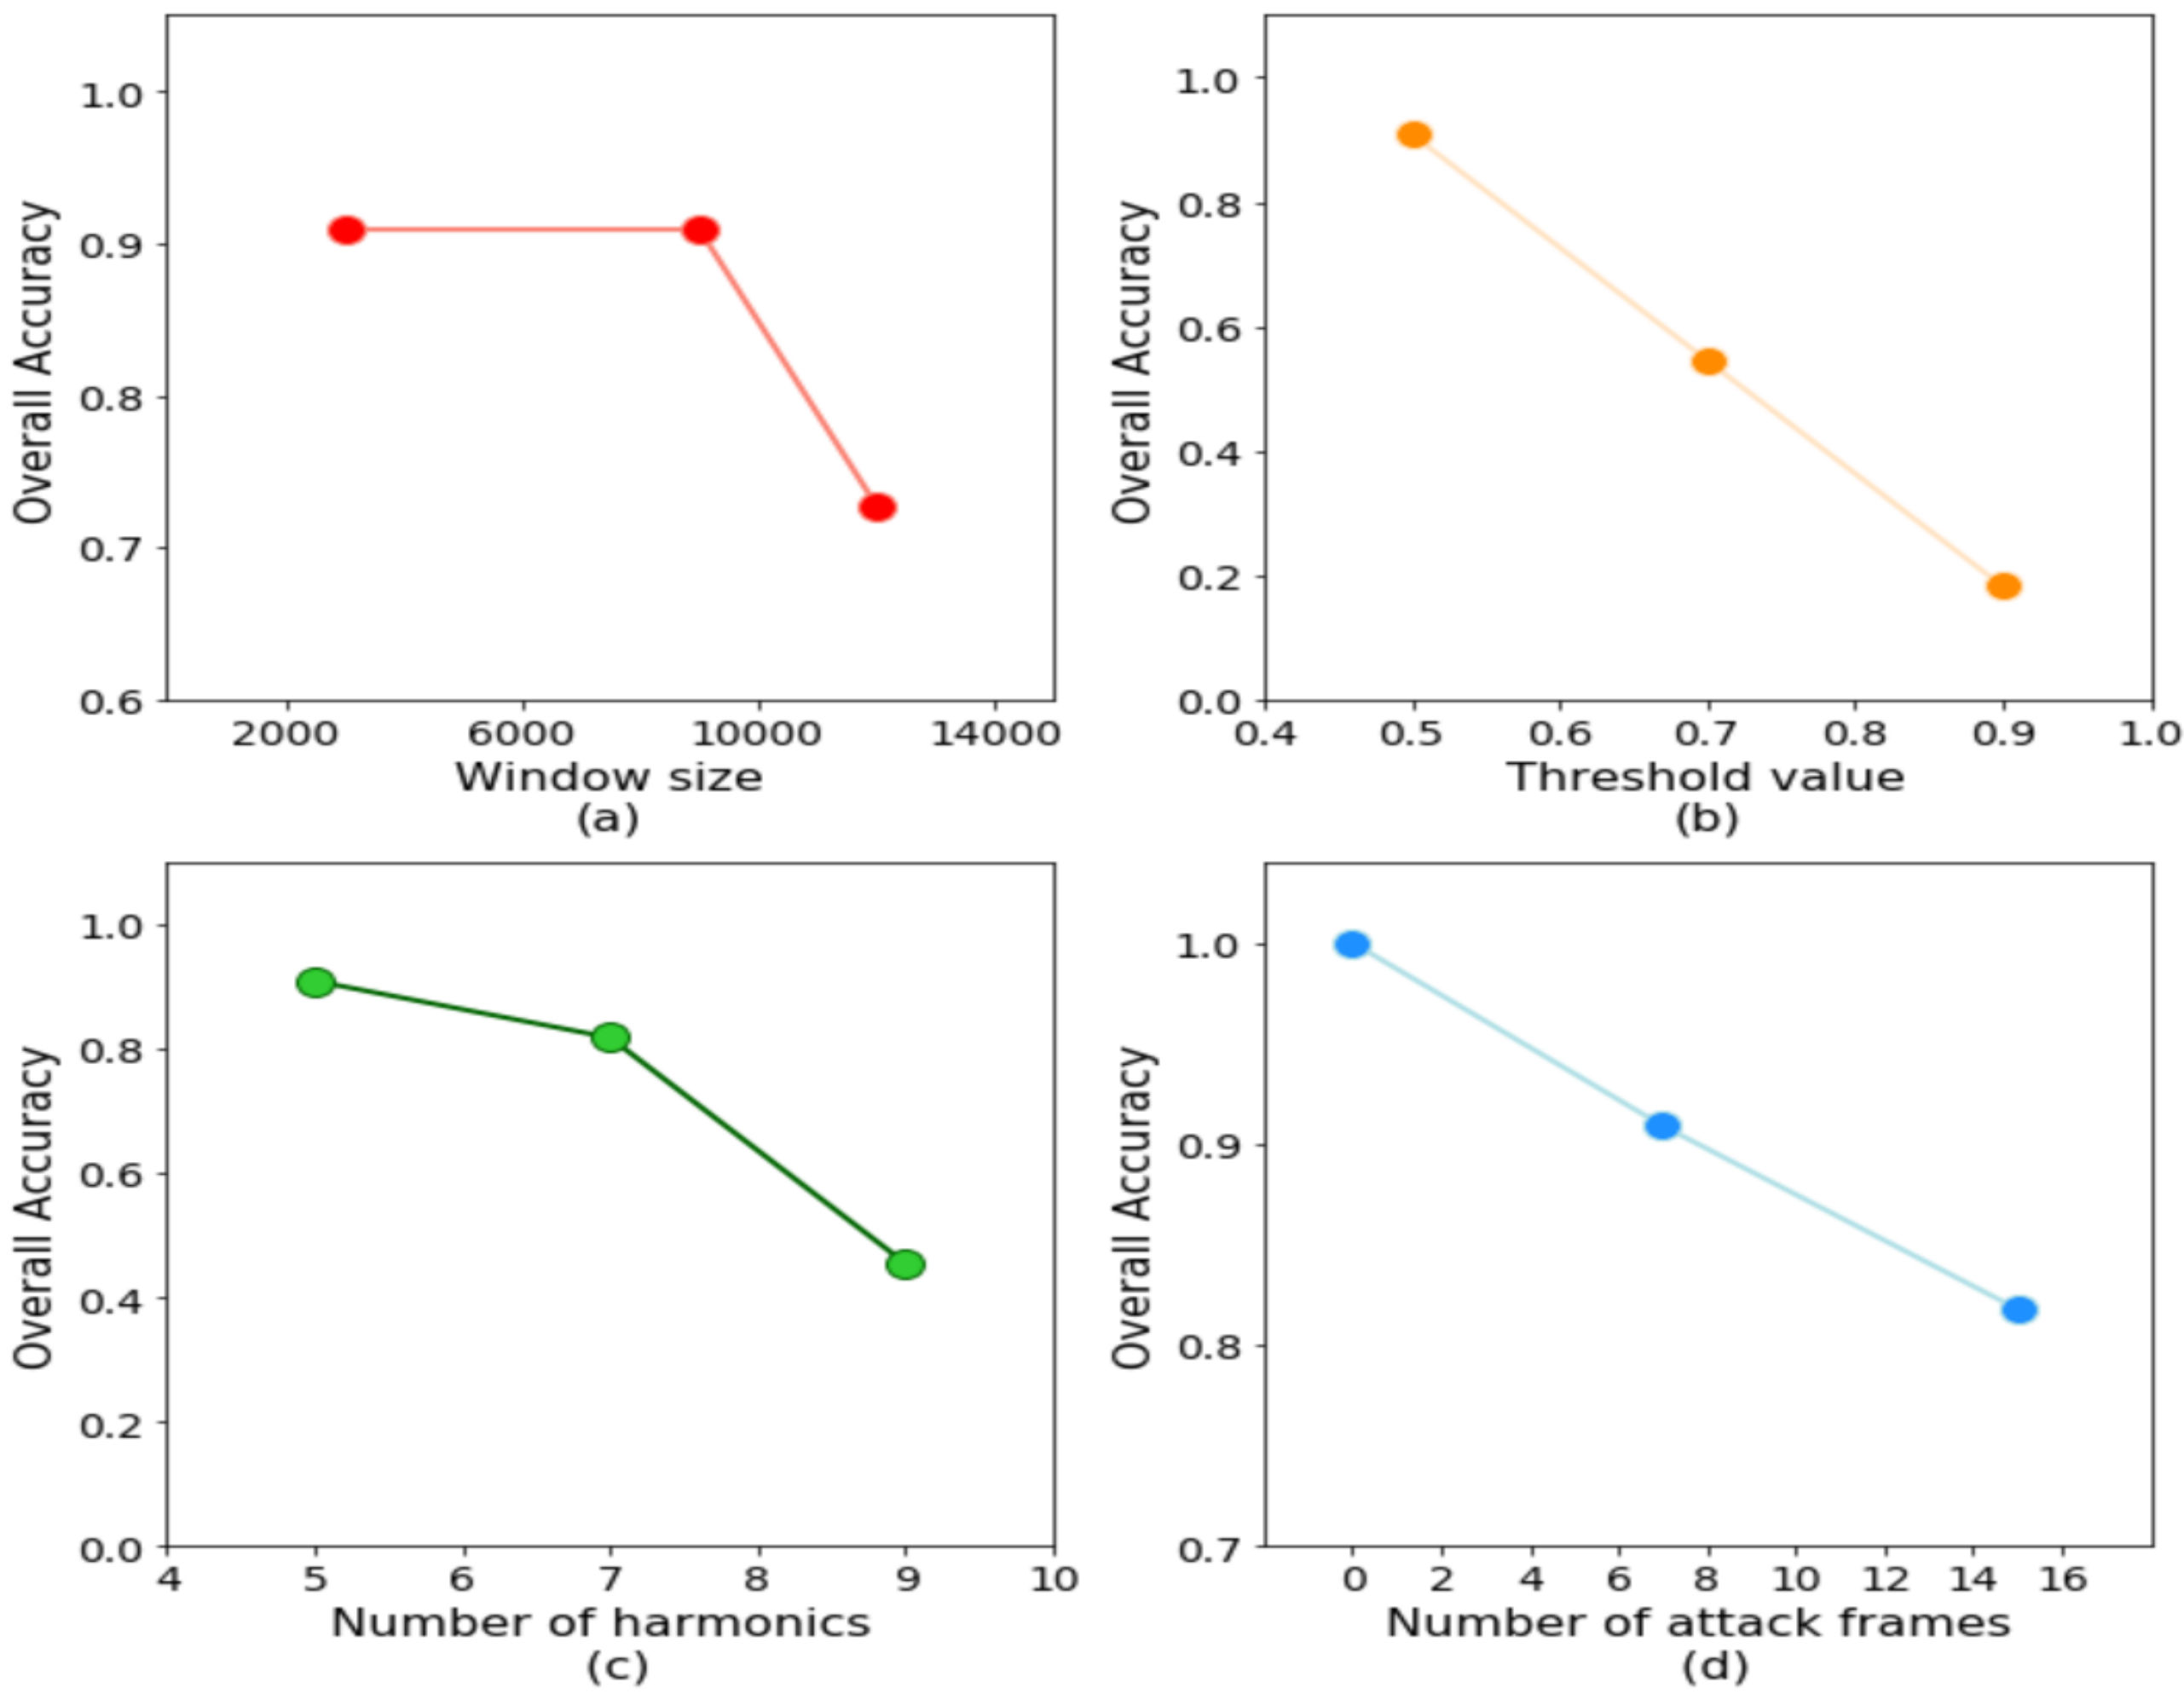 1.0
0.9
0.8
0.7
0.6
Overall Accuracy
2000 6000 10000 14000
Window size
(a)
1.0
0.8
0.6
0.4
0.2
0.0
Overall Accuracy
0.4 0.5 0.6 0.7 0.8 0.9 1.0
Threshold value
(b)
1.0
0.8
0.6
0.4
0.2
0.0
Overall Accuracy
4 5 6 7 8 9 10
Number of harmonics
(c)
1.0
0.9
0.8
0.7
Overall Accuracy
0 2 4 6 8 10 12 14 16
Number of attack frames
(d)